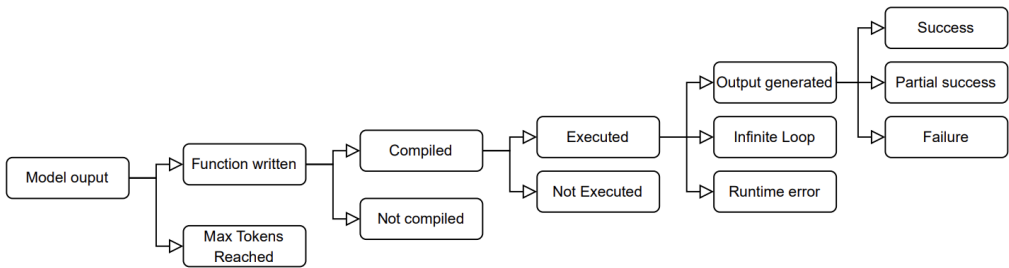 Model ouput
Function written
Max Tokens
Reached
Compiled
Not compiled
Executed
Not Executed
Output generated
Infinite Loop
Runtime error
Success
Partial success
Failure